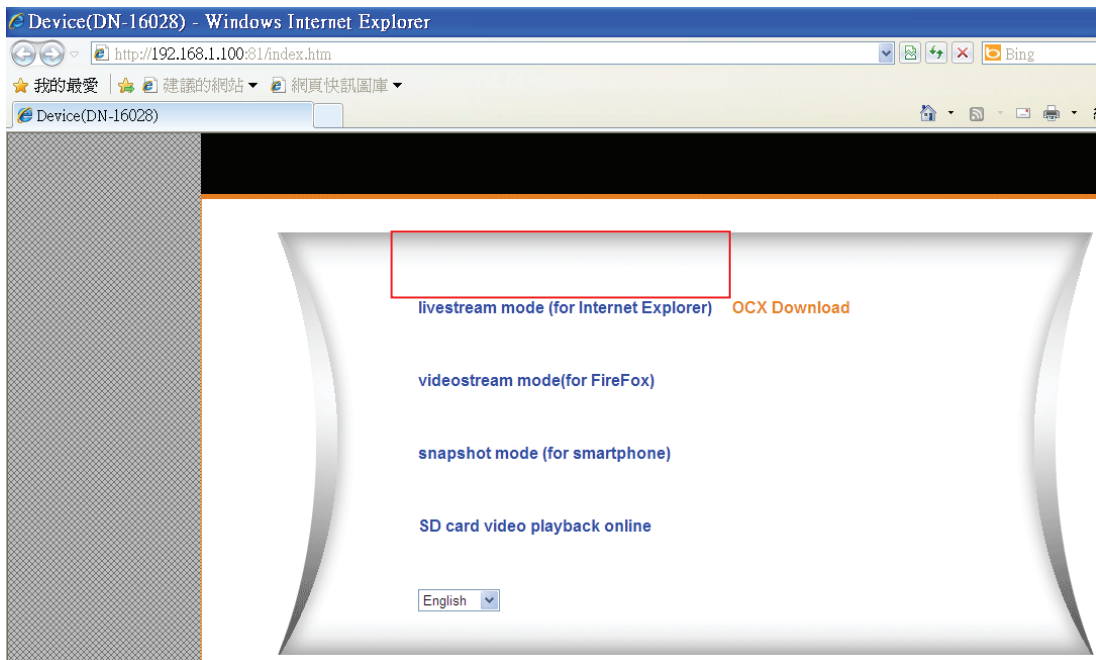 Device(DN-16028) - Windows Internet Explorer
http://192.168.1.100:81/index.htm
Bing
我的最愛 建議的網站 網頁快訊圖庫
Device(DN-16028)
livestream mode (for Internet Explorer) OCX Download
videostream mode(for FireFox)
snapshot mode (for smartphone)
SD card video playback online
English